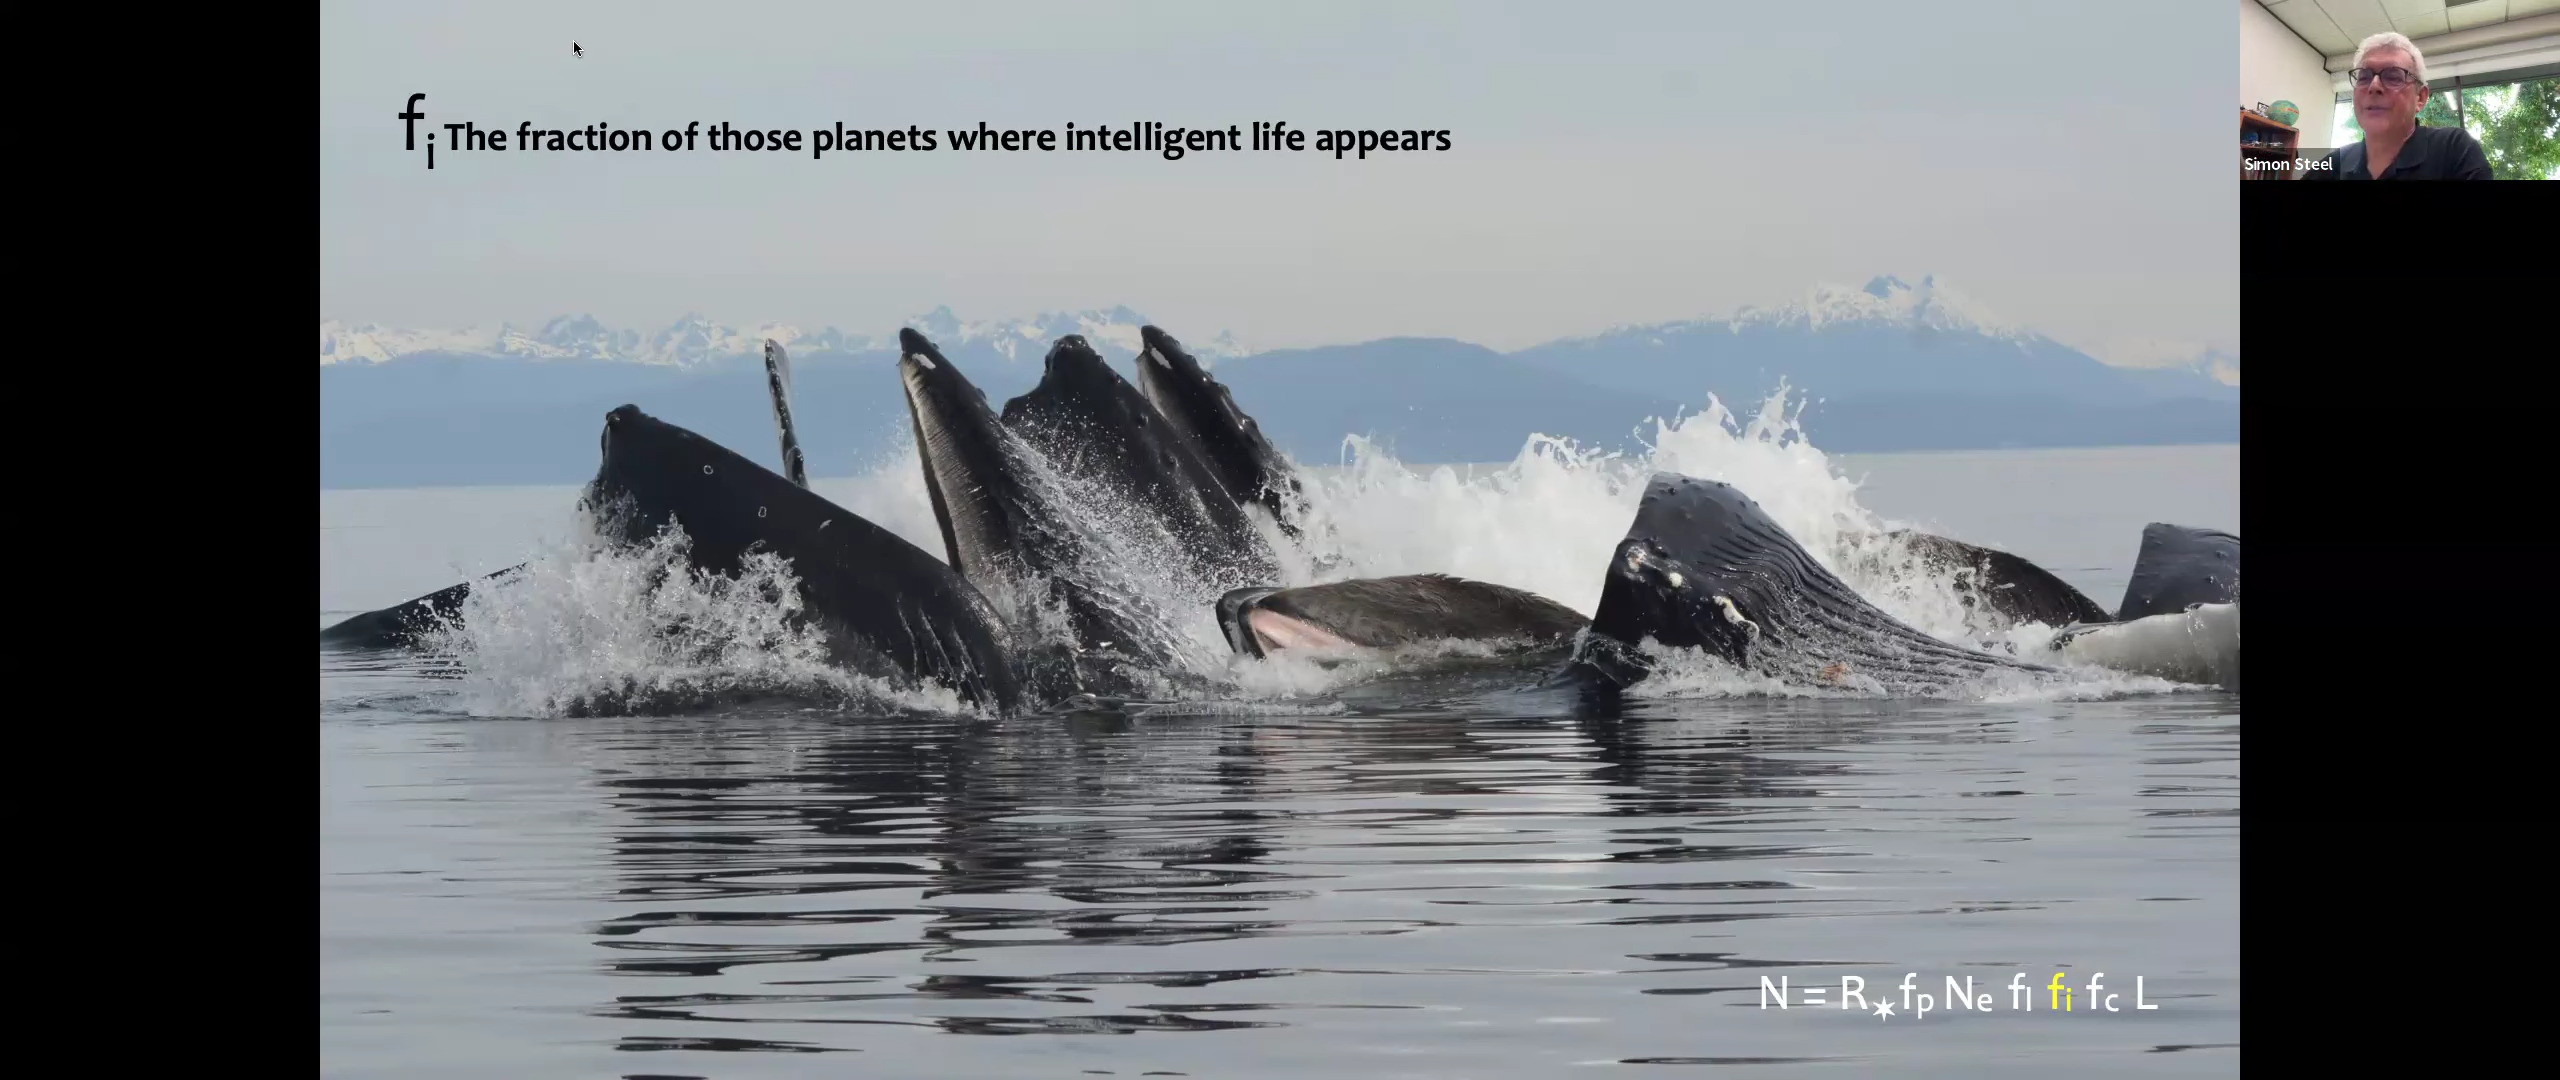 fi The fraction of those planets where intelligent life appears
Simon Steel
N = R★fp Ne fl fi fc L